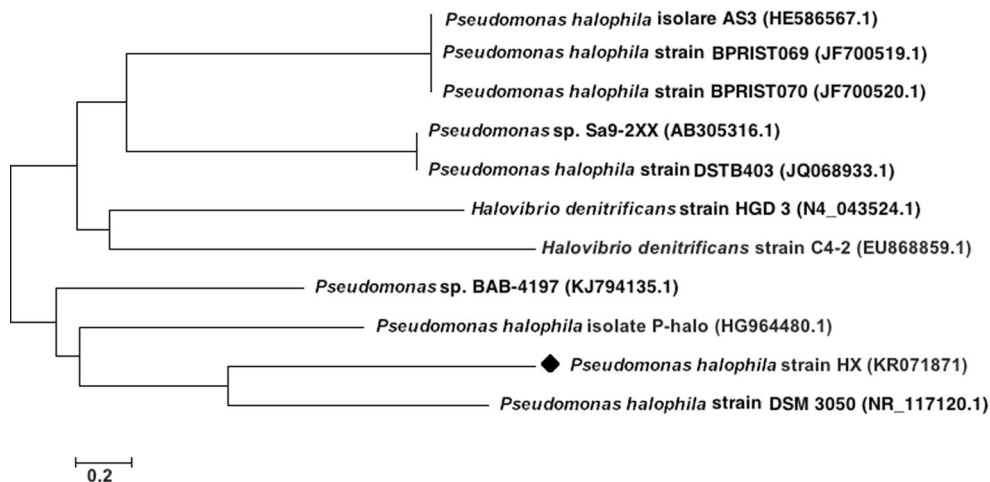 Pseudomonas halophila isolare AS3 (HE586567.1)
Pseudomonas halophila strain BPRIST069 (JF700519.1)
Pseudomonas halophila strain BPRIST070 (JF700520.1)
Pseudomonas sp. Sa9-2XX (AB305316.1)
Pseudomonas halophila strain DSTB403 (JQ068933.1)
Halovibrio denitrificans strain HGD 3 (N4_043524.1)
Halovibrio denitrificans strain C4-2 (EU868859.1)
Pseudomonas sp. BAB-4197 (KJ794135.1)
Pseudomonas halophila isolate P-halo (HG964480.1)
Pseudomonas halophila strain HX (KR071871)
Pseudomonas halophila strain DSM 3050 (NR_117120.1)
0.2